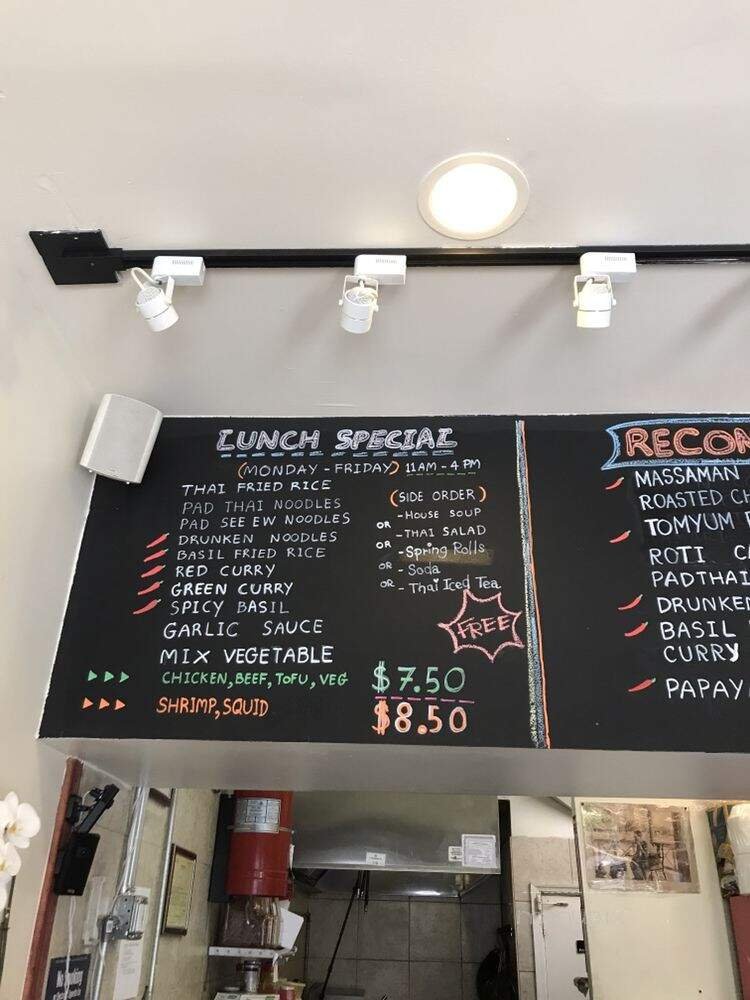 LUNCH SPECIAL
(MONDAY - FRIDAY) 11AM - 4 PM
THAI FRIED RICE
PAD THAI NOODLES
PAD SEE EW NOODLES
DRUNKEN NOODLES
BASIL FRIED RICE
RED CURRY
GREEN CURRY
SPICY BASIL
GARLIC SAUCE
MIX VEGETABLE
(SIDE ORDER)
- HOUSE SOUP
OR - THAI SALAD
OR - Spring Rolls
OR - Soda
OR - Thai Iced Tea
FREE
CHICKEN, BEEF, TOFU, VEG $7.50
SHRIMP, SQUID $8.50
RECOM
MASSAMAN
ROASTED
TOMYUM
ROTI
PADTHAI
DRUNKEN
BASIL
CURRY
PAPAYA
No Smoking